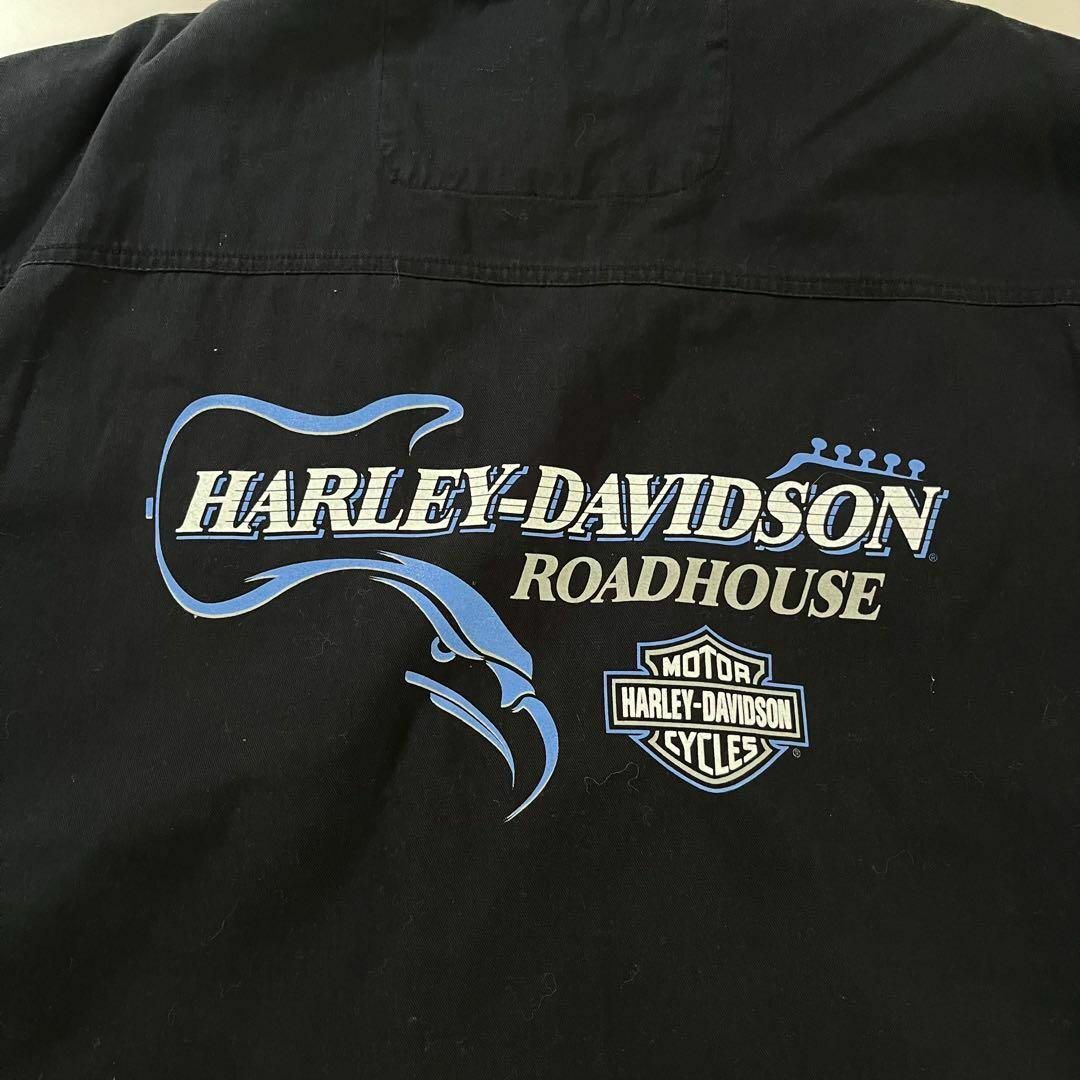 HARLEY-DAVIDSON®
ROADHOUSE
MOTOR
HARLEY-DAVIDSON
CYCLES
®